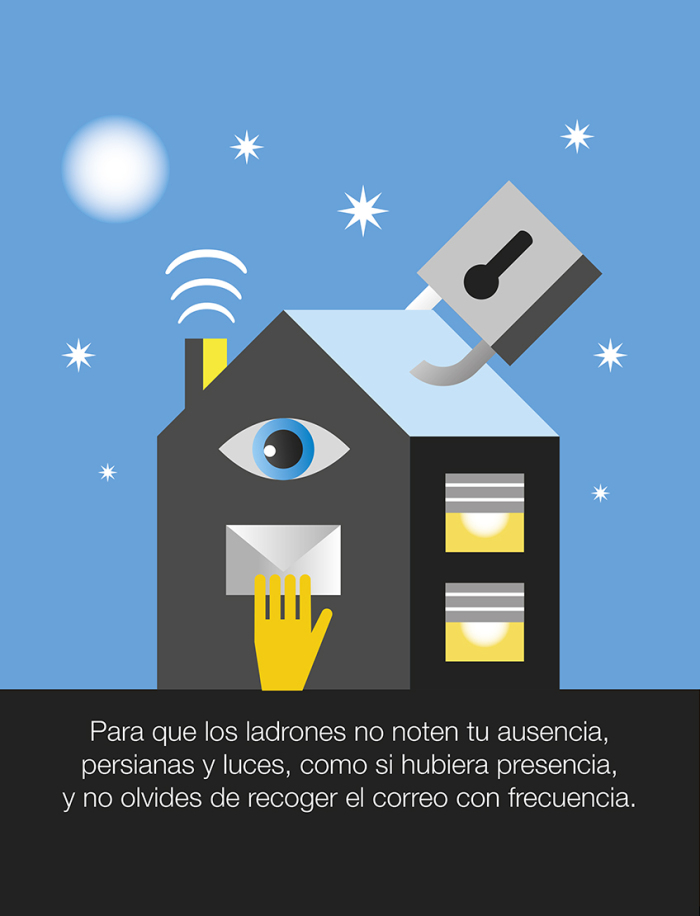 Para que los ladrones no noten tu ausencia,
persianas y luces, como si hubiera presencia,
y no olvides de recoger el correo con frecuencia.